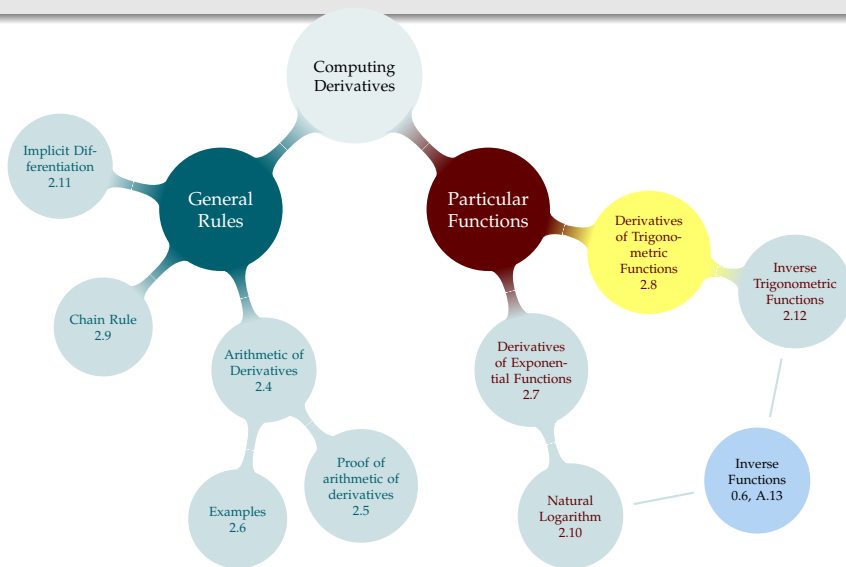 Computing
Derivatives
Implicit Dif-
ferentiation
2.11
General
Rules
Particular
Functions
Derivatives
of Trigono-
metric
Functions
2.8
Inverse
Trigonometric
Functions
2.12
Chain Rule
2.9
Arithmetic of
Derivatives
2.4
Derivatives
of Exponen-
tial Functions
2.7
Proof of
arithmetic of
derivatives
2.5
Examples
2.6
Natural
Logarithm
2.10
Inverse
Functions
0.6, A.13